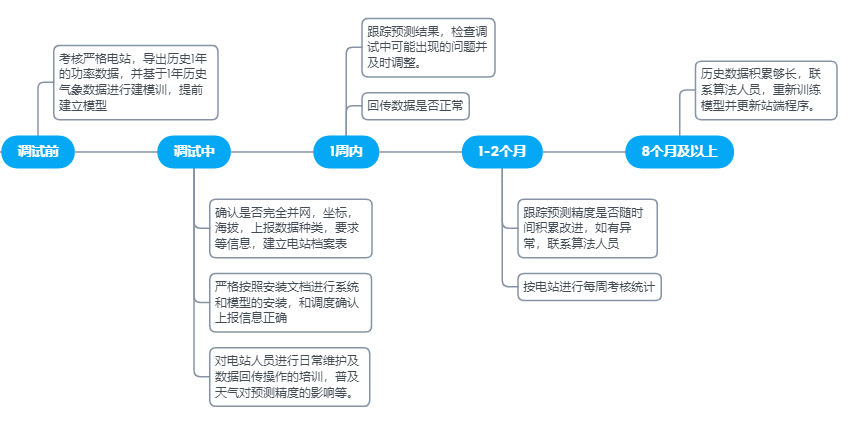 考核严格电站，导出历史1年
的功率数据，并基于1年历史
气象数据进行建模训，提前
建立模型
跟踪预测结果，检查调
试中可能出现的问题并
及时调整。
回传数据是否正常
历史数据积累够长，联
系算法人员，重新训练
模型并更新站端程序。
调试前
调试中
1周内
1-2个月
8个月及以上
确认是否完全并网，坐标，
海拔，上报数据种类，要求
等信息，建立电站档案表
严格按照安装文档进行系统
和模型的安装，和调度确认
上报信息正确
对电站人员进行日常维护及
数据回传操作的培训，普及
天气对预测精度的影响等。
跟踪预测精度是否随时
间积累改进，如有异
常，联系算法人员
按电站进行每周考核统计